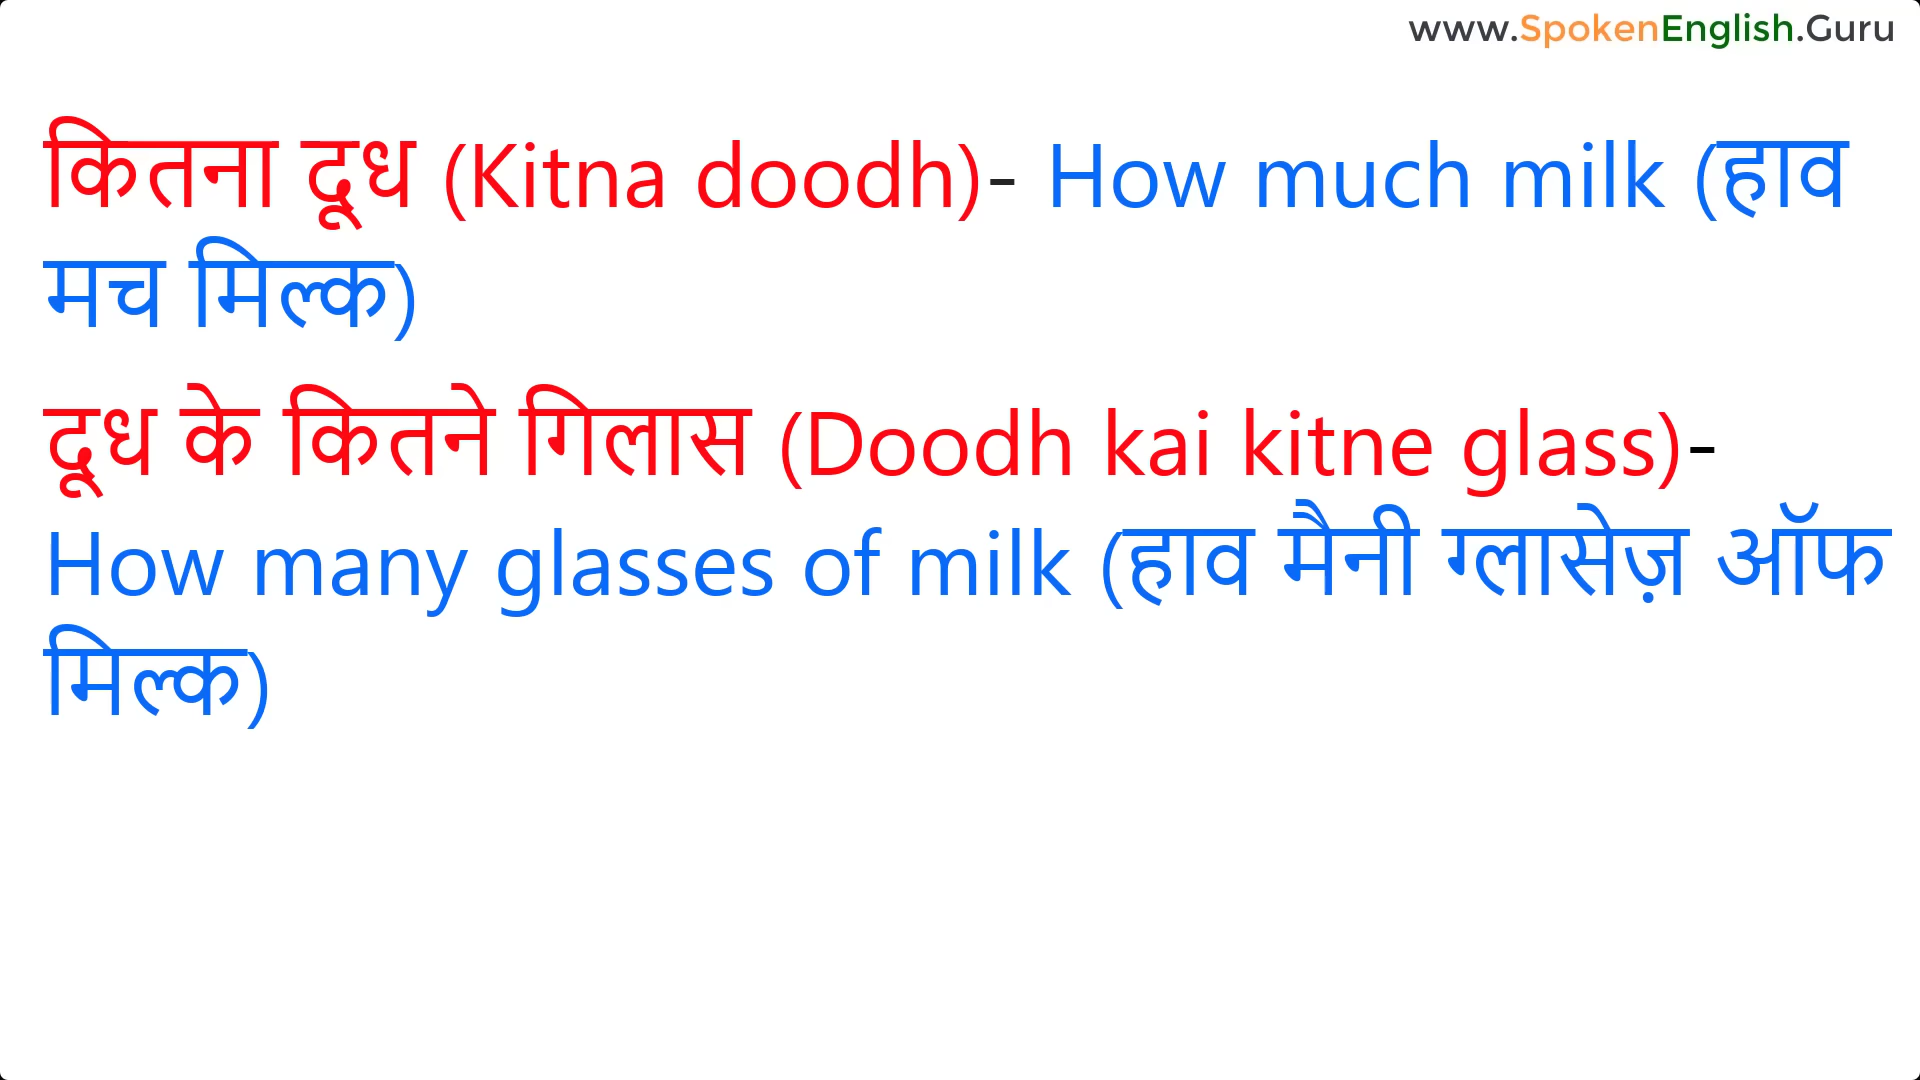 www.SpokenEnglish.Guru
कितना दूध (Kitna doodh)- How much milk (हाव
मच मिल्क)
दूध के कितने गिलास (Doodh kai kitne glass)-
How many glasses of milk (हाव मैनी ग्लासेज़ ऑफ
मिल्क)